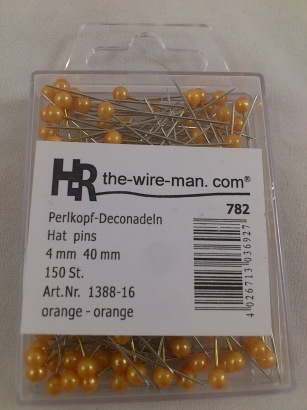 HR the-wire-man. com®
782
Perlkopf-Deconadeln
Hat pins
4 mm 40 mm
150 St.
Art.Nr. 1388-16
orange - orange
4 026713 036927